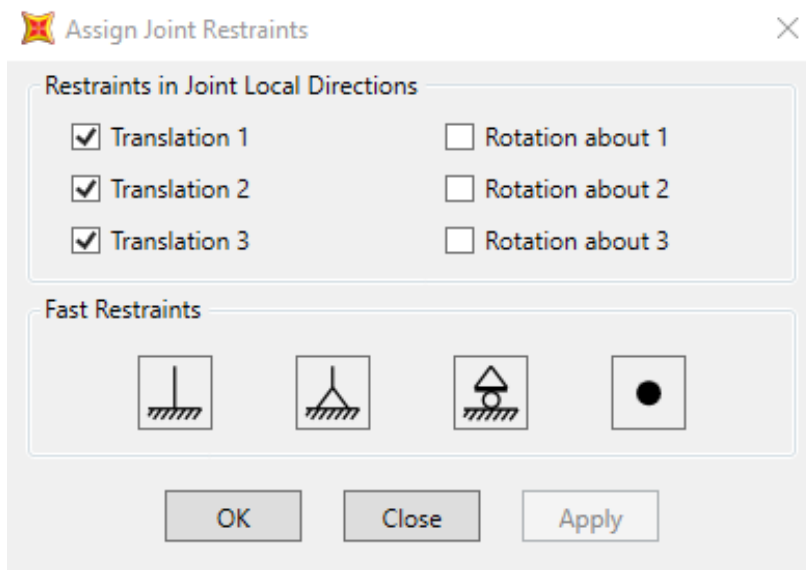 Assign Joint Restraints
Restraints in Joint Local Directions
Translation 1
Rotation about 1
Translation 2
Rotation about 2
Translation 3
Rotation about 3
Fast Restraints
OK
Close
Apply